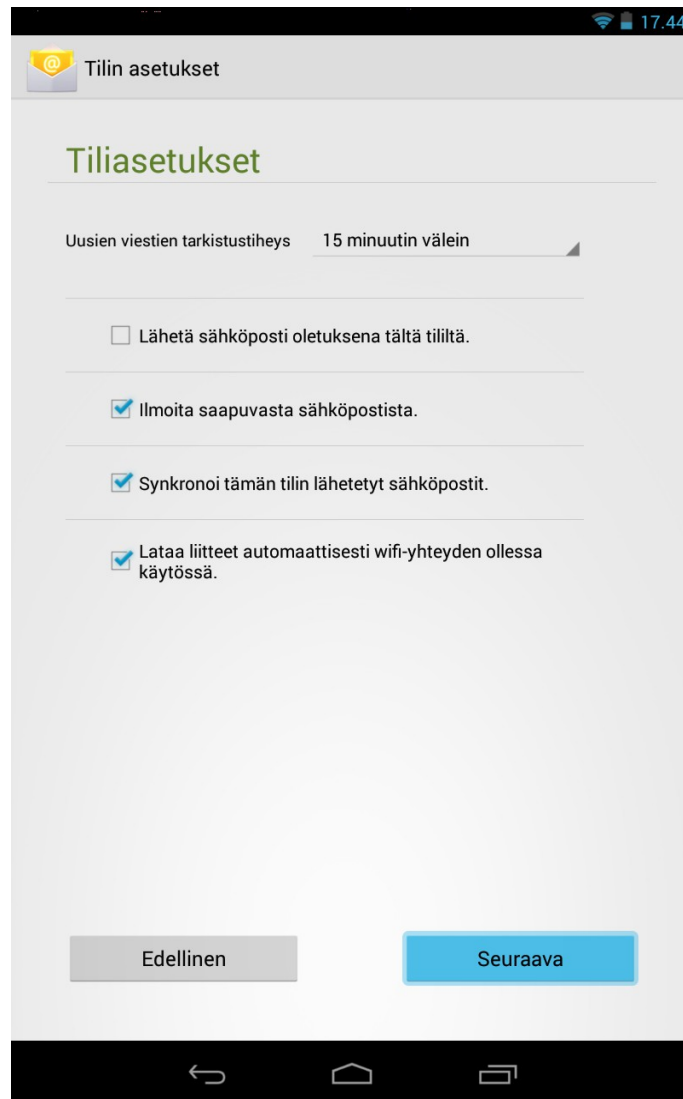 17.44
Tilin asetukset
Tiliasetukset
Uusien viestien tarkistustiheys 15 minuutin välein
Lähetä sähköposti oletuksena tältä tililtä.
Ilmoita saapuvasta sähköpostista.
Synkronoi tämän tilin lähetetyt sähköpostit.
Lataa liitteet automaattisesti wifi-yhteyden ollessa
käytössä.
Edellinen Seuraava